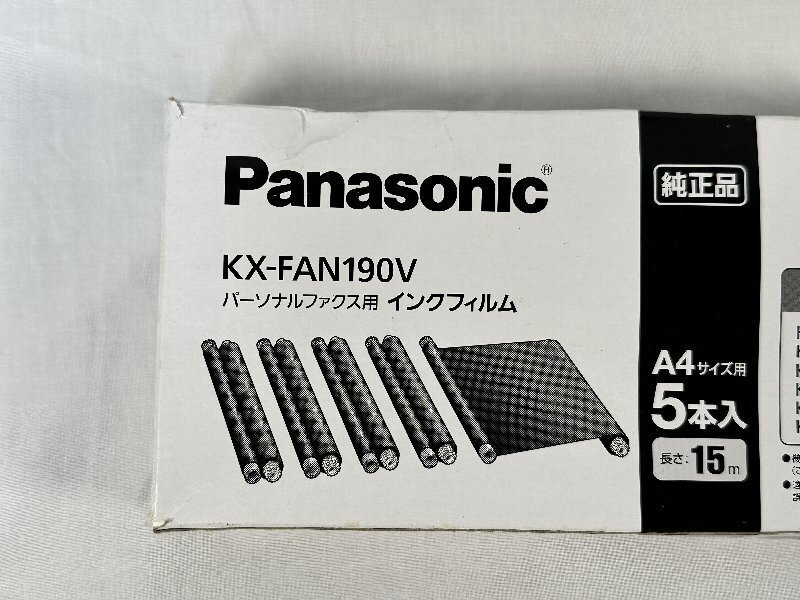 Panasonic®
KX-FAN190V
パーソナルファクス用 インクフィルム
純正品
A4サイズ用
5本入
長さ:15m